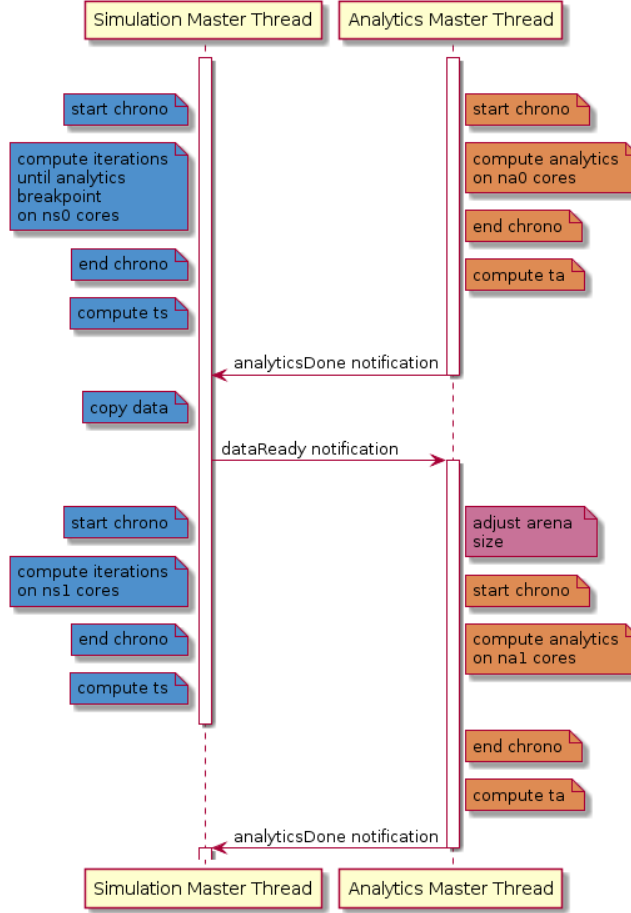 Simulation Master Thread
Analytics Master Thread
start chrono
start chrono
compute iterations
until analytics
breakpoint
on ns0 cores
compute analytics
on na0 cores
end chrono
end chrono
compute ta
compute ts
analyticsDone notification
copy data
dataReady notification
start chrono
adjust arena
size
compute iterations
on ns1 cores
start chrono
end chrono
compute analytics
on na1 cores
compute ts
end chrono
compute ta
analyticsDone notification
Simulation Master Thread
Analytics Master Thread